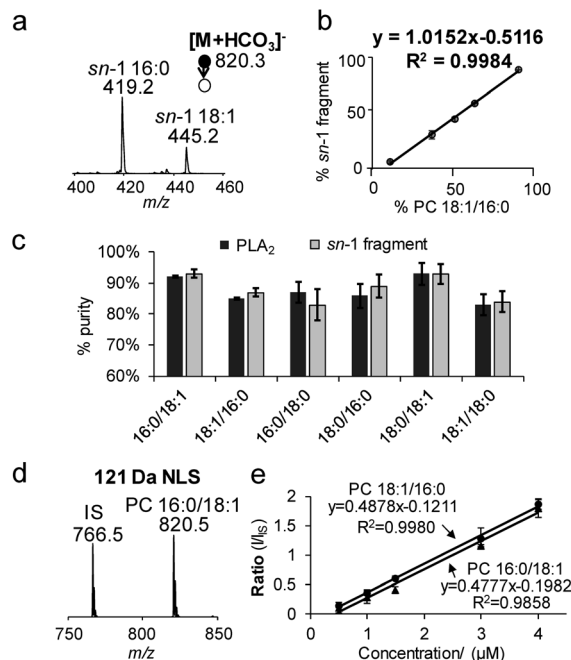 a
[M+HCO₃]⁻
820.3
sn-1 16:0
419.2
sn-1 18:1
445.2
400 420 440 460
m/z
b
y = 1.0152x-0.5116
R² = 0.9984
% sn-1 fragment
100
50
0
0 50 100
% PC 18:1/16:0
c
PLA₂ sn-1 fragment
% purity
100%
90%
80%
70%
60%
16:0/18:1
18:1/16:0
16:0/18:0
18:0/16:0
18:0/18:1
18:1/18:0
d
121 Da NLS
IS
766.5
PC 16:0/18:1
820.5
750 800 850
m/z
e
PC 18:1/16:0
y=0.4878x-0.1211
R²=0.9980
PC 16:0/18:1
y=0.4777x-0.1982
R²=0.9858
Ratio (I/I_IS)
2
1.5
1
0.5
0
0 1 2 3 4
Concentration/ (µM)